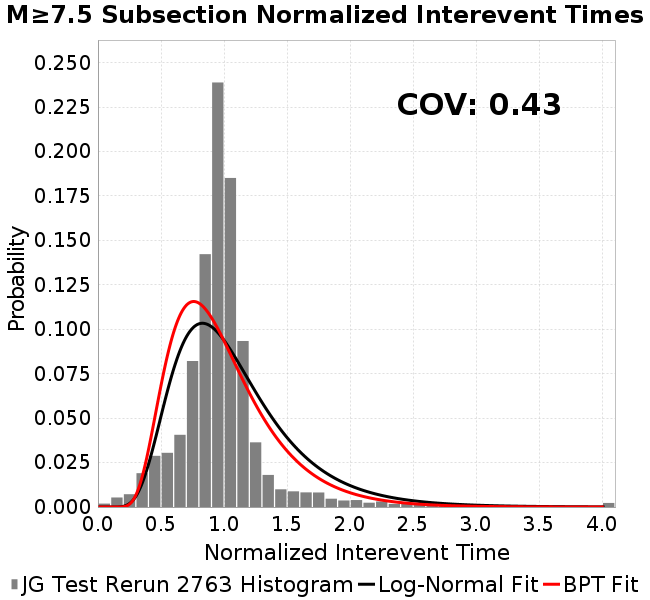 M≥7.5 Subsection Normalized Interevent Times
COV: 0.43
Probability
0.250
0.225
0.200
0.175
0.150
0.125
0.100
0.075
0.050
0.025
0.000
0.0 0.5 1.0 1.5 2.0 2.5 3.0 3.5 4.0
Normalized Interevent Time
JG Test Rerun 2763 Histogram Log-Normal Fit BPT Fit